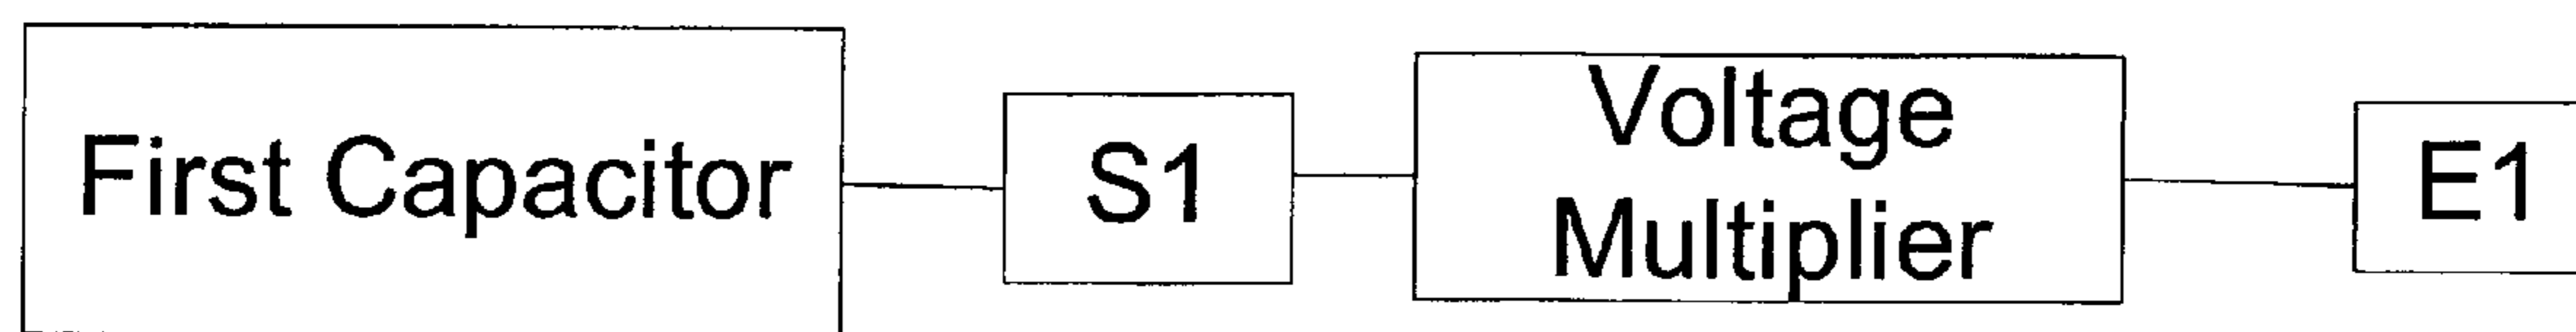 First Capacitor
S1
Voltage
Multiplier
E1